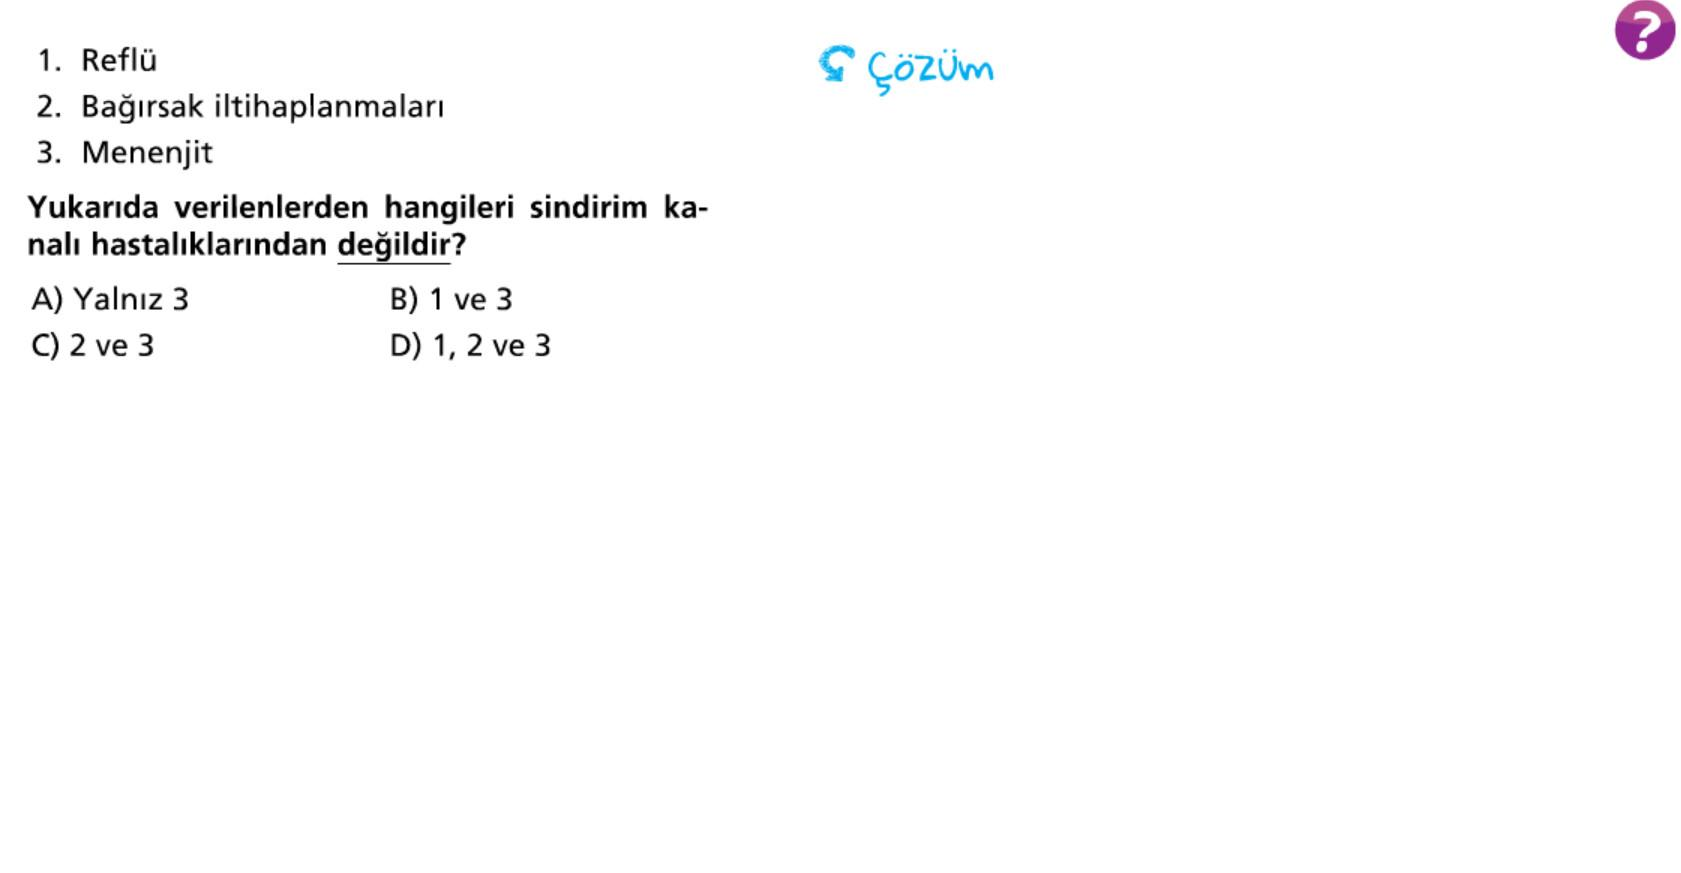 1. Reflü
2. Bağırsak iltihaplanmaları
3. Menenjit
Yukarıda verilenlerden hangileri sindirim ka-
nalı hastalıklarından değildir?
A) Yalnız 3 B) 1 ve 3
C) 2 ve 3 D) 1, 2 ve 3
Çözüm
?